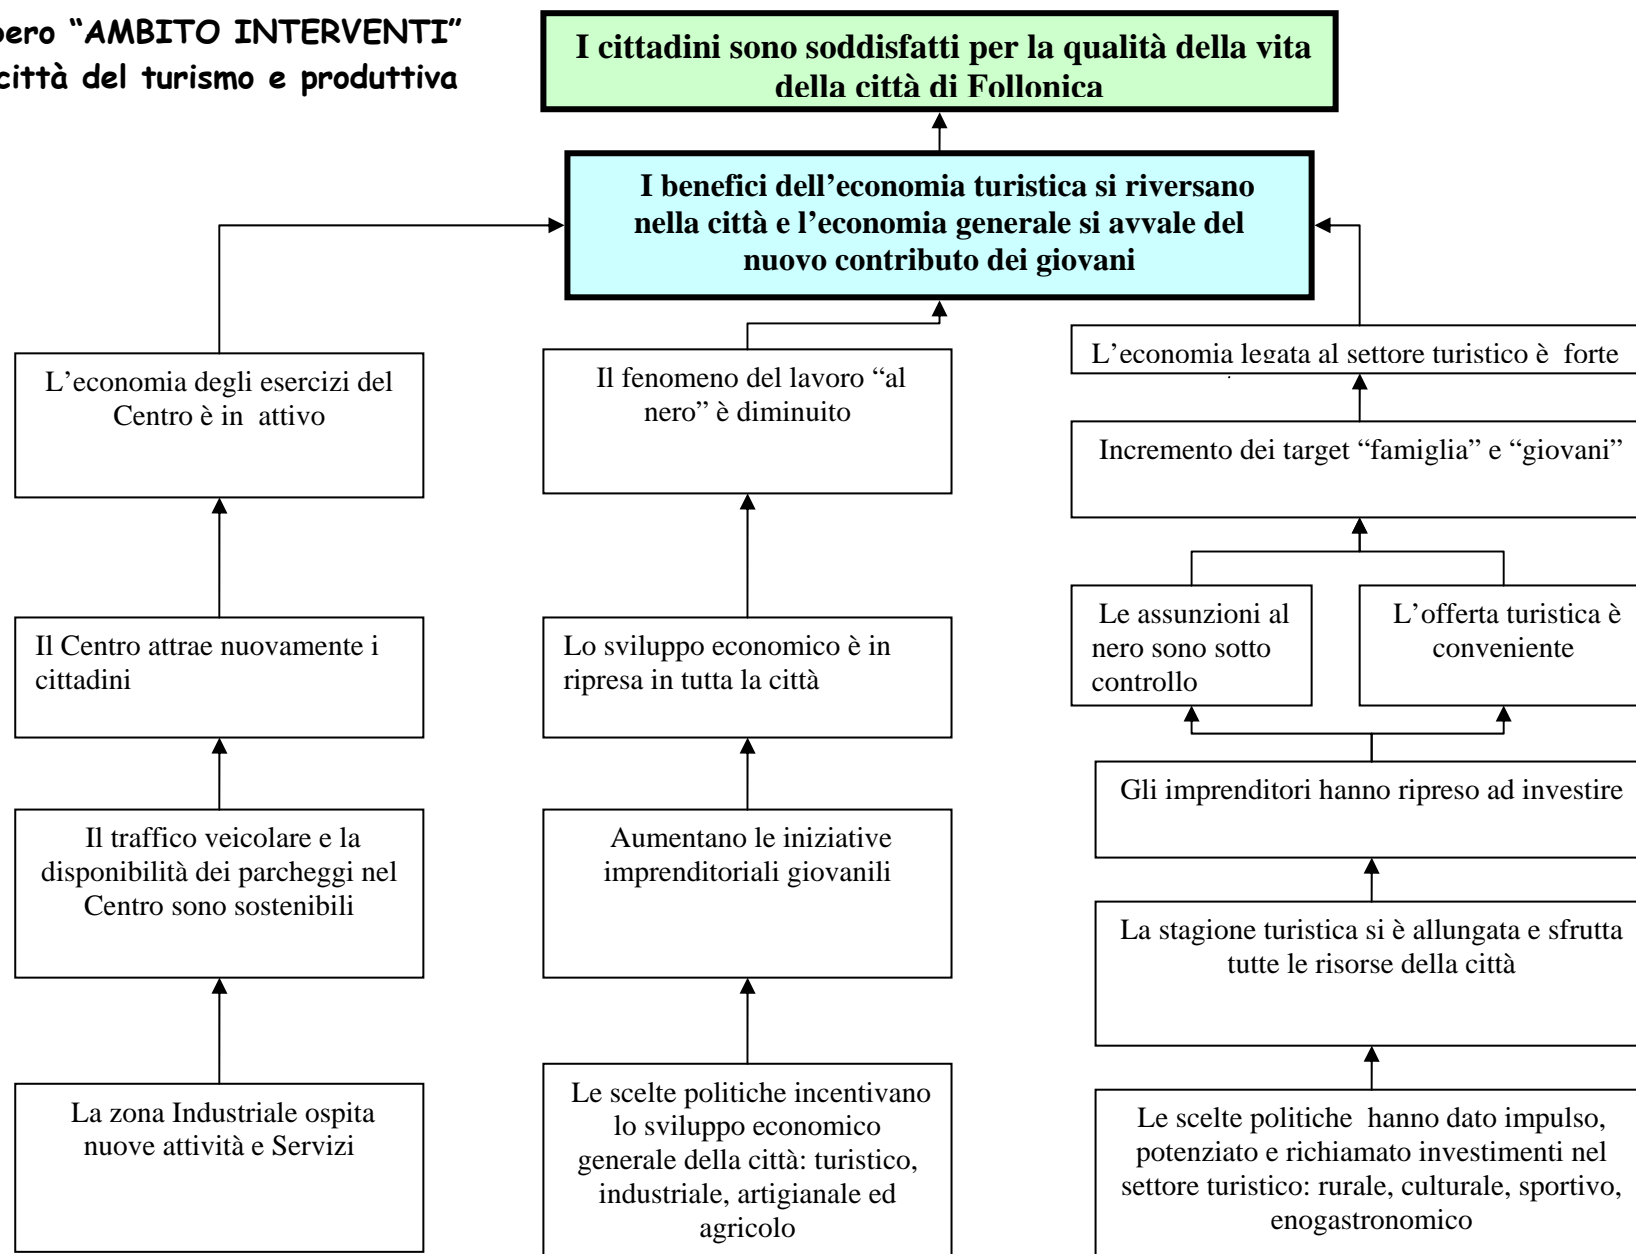 “AMBITO INTERVENTI”
città del turismo e produttiva
I cittadini sono soddisfatti per la qualità della vita
della città di Follonica
I benefici dell’economia turistica si riversano
nella città e l’economia generale si avvale del
nuovo contributo dei giovani
L’economia degli esercizi del
Centro è in attivo
Il fenomeno del lavoro “al
nero” è diminuito
L’economia legata al settore turistico è forte
Incremento dei target “famiglia” e “giovani”
Le assunzioni al
nero sono sotto
controllo
L’offerta turistica è
conveniente
Il Centro attrae nuovamente i
cittadini
Lo sviluppo economico è in
ripresa in tutta la città
Gli imprenditori hanno ripreso ad investire
Il traffico veicolare e la
disponibilità dei parcheggi nel
Centro sono sostenibili
Aumentano le iniziative
imprenditoriali giovanili
La stagione turistica si è allungata e sfrutta
tutte le risorse della città
La zona Industriale ospita
nuove attività e Servizi
Le scelte politiche incentivano
lo sviluppo economico
generale della città: turistico,
industriale, artigianale ed
agricolo
Le scelte politiche hanno dato impulso,
potenziato e richiamato investimenti nel
settore turistico: rurale, culturale, sportivo,
enogastronomico